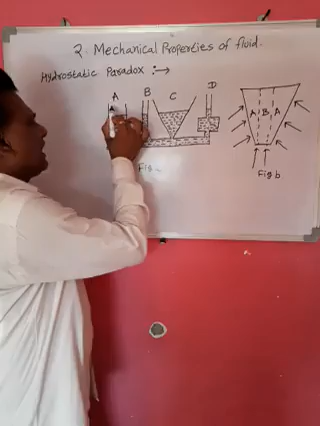 2. Mechanical Properties of fluid.
Hydrostatic Paradox :→
A B C D
A B A
Fig b